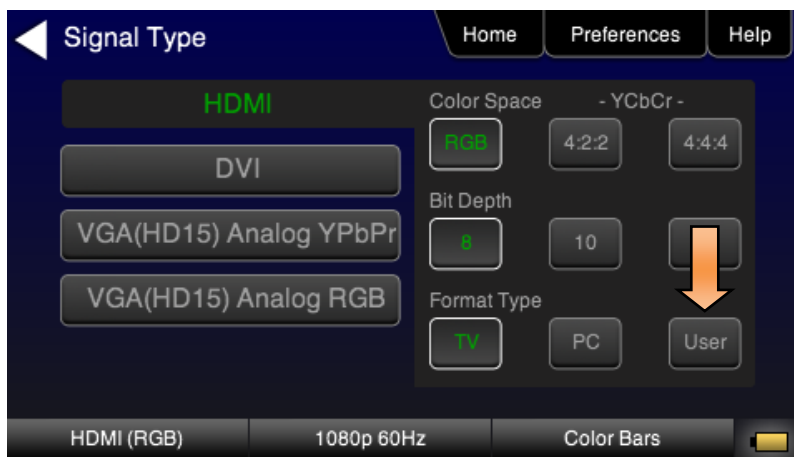 Signal Type Home Preferences Help
HDMI
DVI
VGA(HD15) Analog YPbPr
VGA(HD15) Analog RGB
Color Space - YCbCr -
RGB 4:2:2 4:4:4
Bit Depth
8 10
Format Type
TV PC User
HDMI (RGB) 1080p 60Hz Color Bars